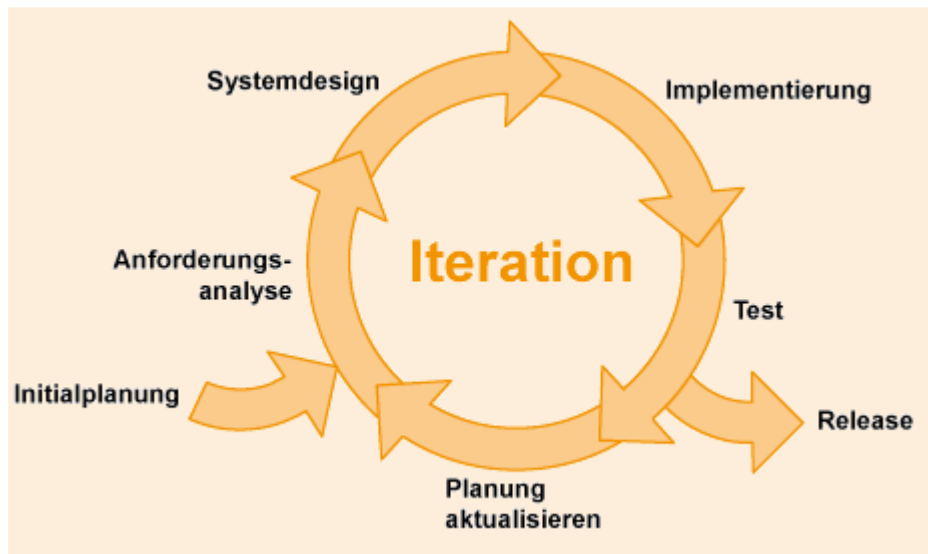 Systemdesign
Implementierung
Iteration
Anforderungs-
analyse
Test
Initialplanung
Release
Planung
aktualisieren